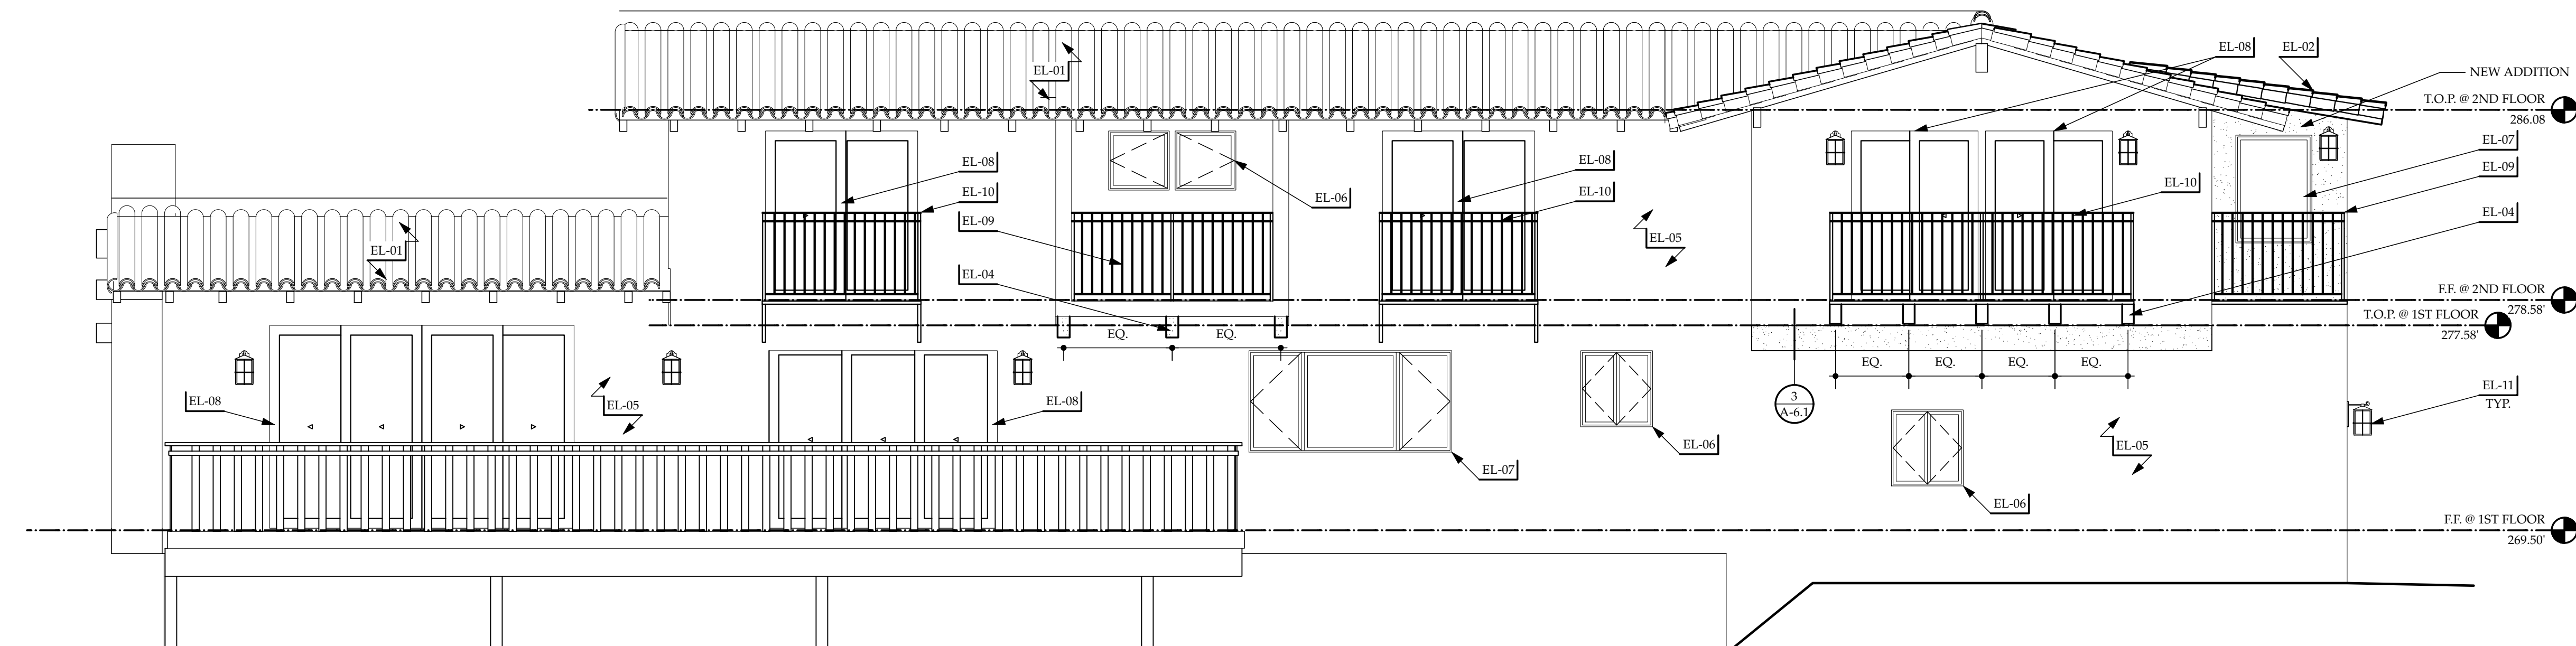 EL-08
EL-02
NEW ADDITION
EL-01
T.O.P. @ 2ND FLOOR
286.08
EL-07
EL-08
EL-08
EL-09
EL-10
EL-06
EL-10
EL-10
EL-09
EL-04
EL-05
EL-01
EL-04
F.F. @ 2ND FLOOR
278.58'
T.O.P. @ 1ST FLOOR
277.58'
EQ.
EQ.
EQ.
EQ.
EQ.
EQ.
EL-08
EL-05
EL-08
3
A-6.1
EL-11
TYP.
EL-06
EL-05
EL-07
EL-06
F.F. @ 1ST FLOOR
269.50'